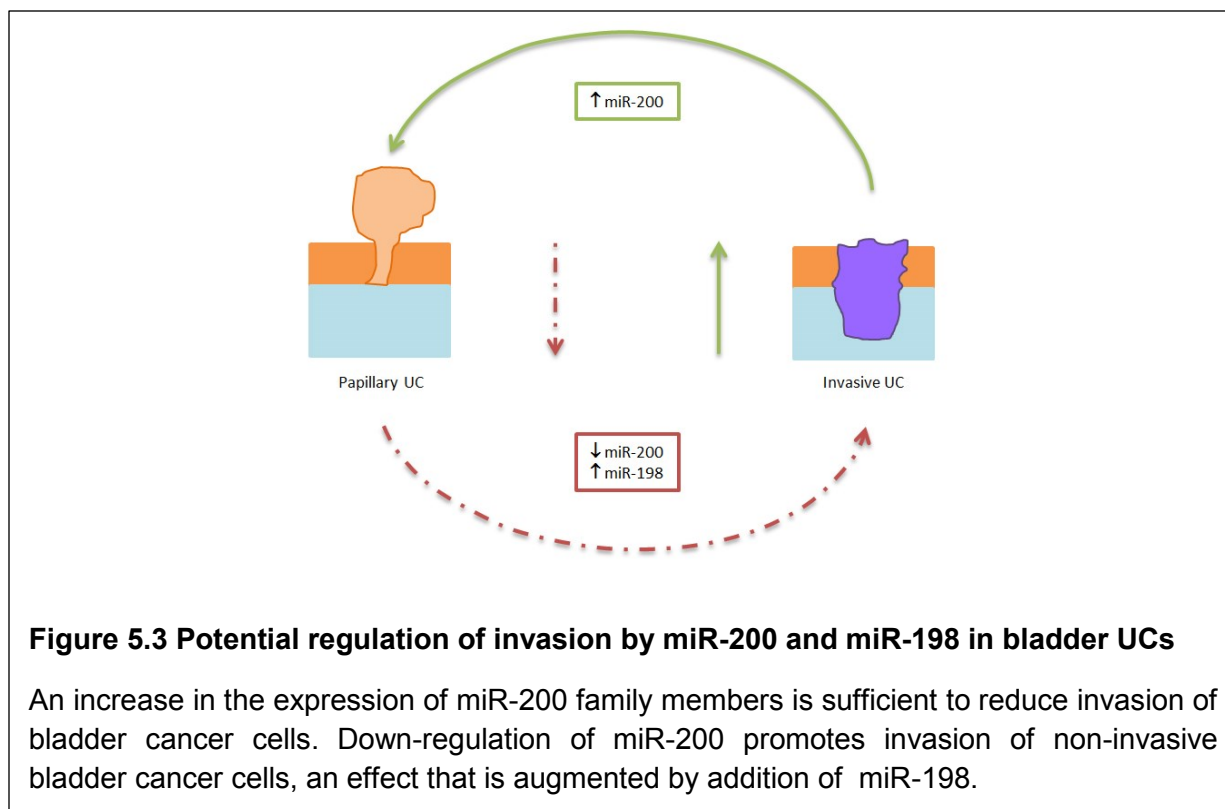 ↑ miR-200
Papillary UC
Invasive UC
↓ miR-200
↑ miR-198
Figure 5.3 Potential regulation of invasion by miR-200 and miR-198 in bladder UCs
An increase in the expression of miR-200 family members is sufficient to reduce invasion of
bladder cancer cells. Down-regulation of miR-200 promotes invasion of non-invasive
bladder cancer cells, an effect that is augmented by addition of miR-198.